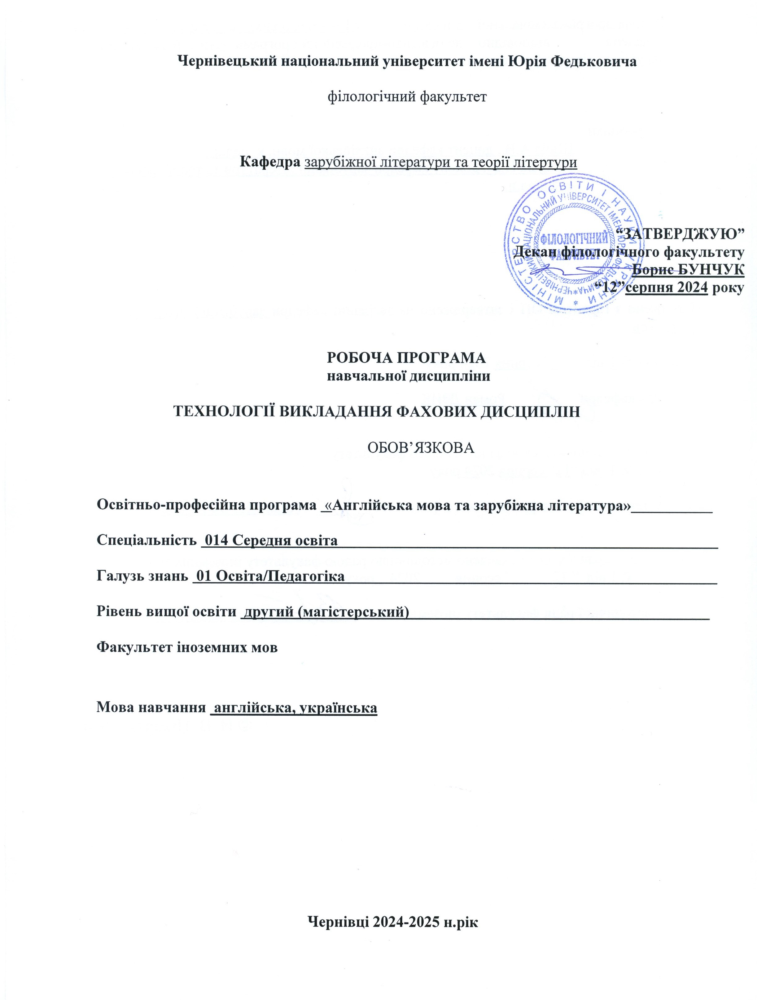 Чернівецький національний університет імені Юрія Федьковича
філологічний факультет
Кафедра зарубіжної літератури та теорії літертури
МІНІСТЕРСТВО ОСВІТИ І НАУКИ УКРАЇНИ *
ЧЕРНІВЕЦЬКИЙ НАЦІОНАЛЬНИЙ УНІВЕРСИТЕТ ІМЕНІ ЮРІЯ ФЕДЬКОВИЧА *
ФІЛОЛОГІЧНИЙ
ФАКУЛЬТЕТ
“ЗАТВЕРДЖУЮ”
Декан філологічного факультету
Борис БУНЧУК
“12”серпня 2024 року
РОБОЧА ПРОГРАМА
навчальної дисципліни
ТЕХНОЛОГІЇ ВИКЛАДАННЯ ФАХОВИХ ДИСЦИПЛІН
ОБОВ’ЯЗКОВА
Освітньо-професійна програма «Англійська мова та зарубіжна література»
Спеціальність 014 Середня освіта
Галузь знань 01 Освіта/Педагогіка
Рівень вищої освіти другий (магістерський)
Факультет іноземних мов
Мова навчання англійська, українська
Чернівці 2024-2025 н.рік